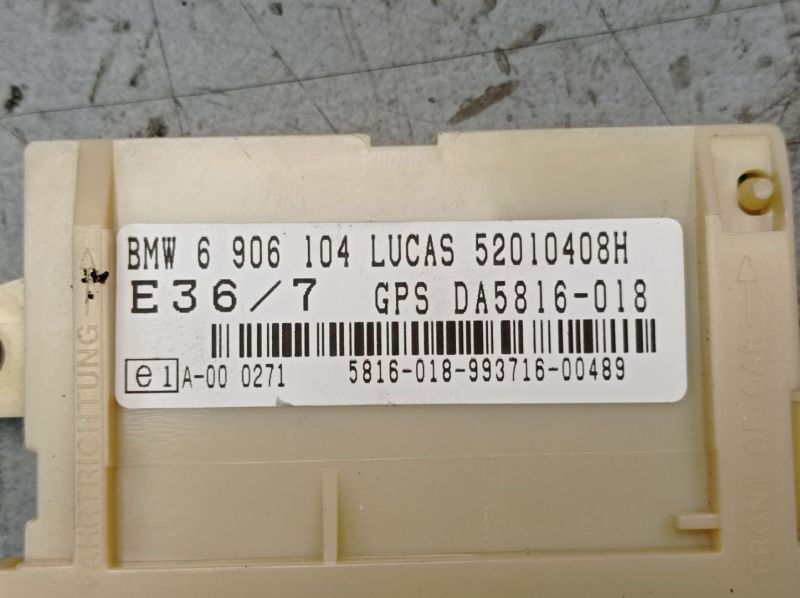 BMW 6 906 104 LUCAS 52010408H
E36/7 GPS DA5816-018
e1 A-00 0271 5816-018-993716-00489
FAHRTRICHTUNG
FRONT OF CAR